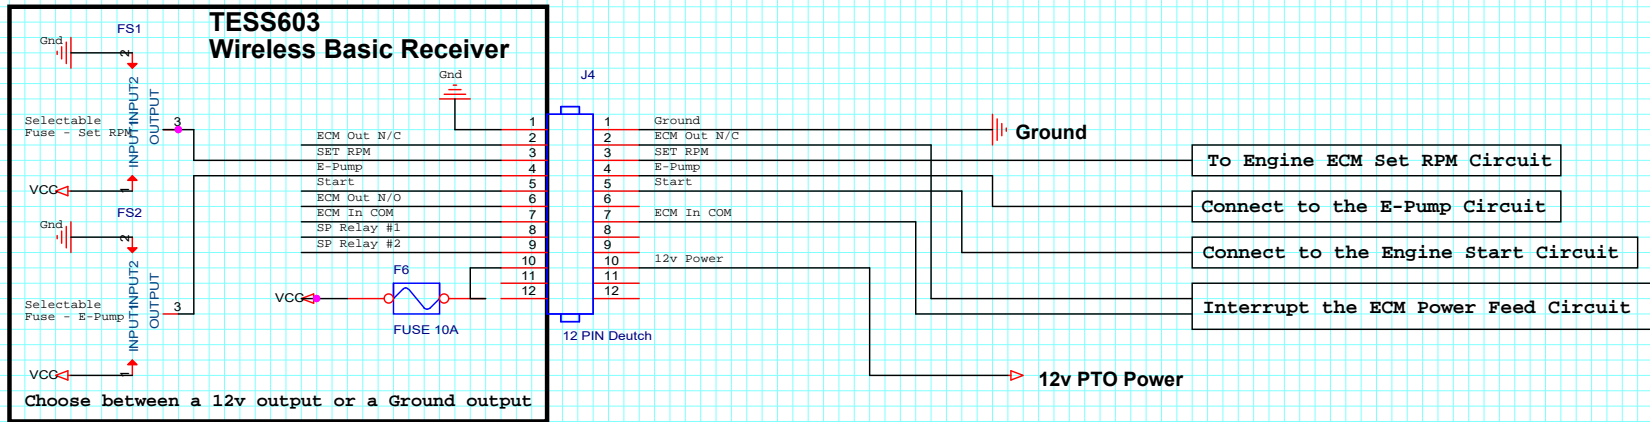 TESS603
Wireless Basic Receiver
FS1
Gnd
2
INPUT1INPUT2
OUTPUT
3
Selectable
Fuse - Set RPM
VCC
1
FS2
Gnd
2
INPUT1INPUT2
OUTPUT
3
Selectable
Fuse - E-Pump
VCC
1
Choose between a 12v output or a Ground output
Gnd
ECM Out N/C
SET RPM
E-Pump
Start
ECM Out N/O
ECM In COM
SP Relay #1
SP Relay #2
F6
VCC
FUSE 10A
1
2
3
4
5
6
7
8
9
10
11
12
J4
1
2
3
4
5
6
7
8
9
10
11
12
12 PIN Deutch
Ground
ECM Out N/C
SET RPM
E-Pump
Start
ECM In COM
12v Power
Ground
To Engine ECM Set RPM Circuit
Connect to the E-Pump Circuit
Connect to the Engine Start Circuit
Interrupt the ECM Power Feed Circuit
12v PTO Power